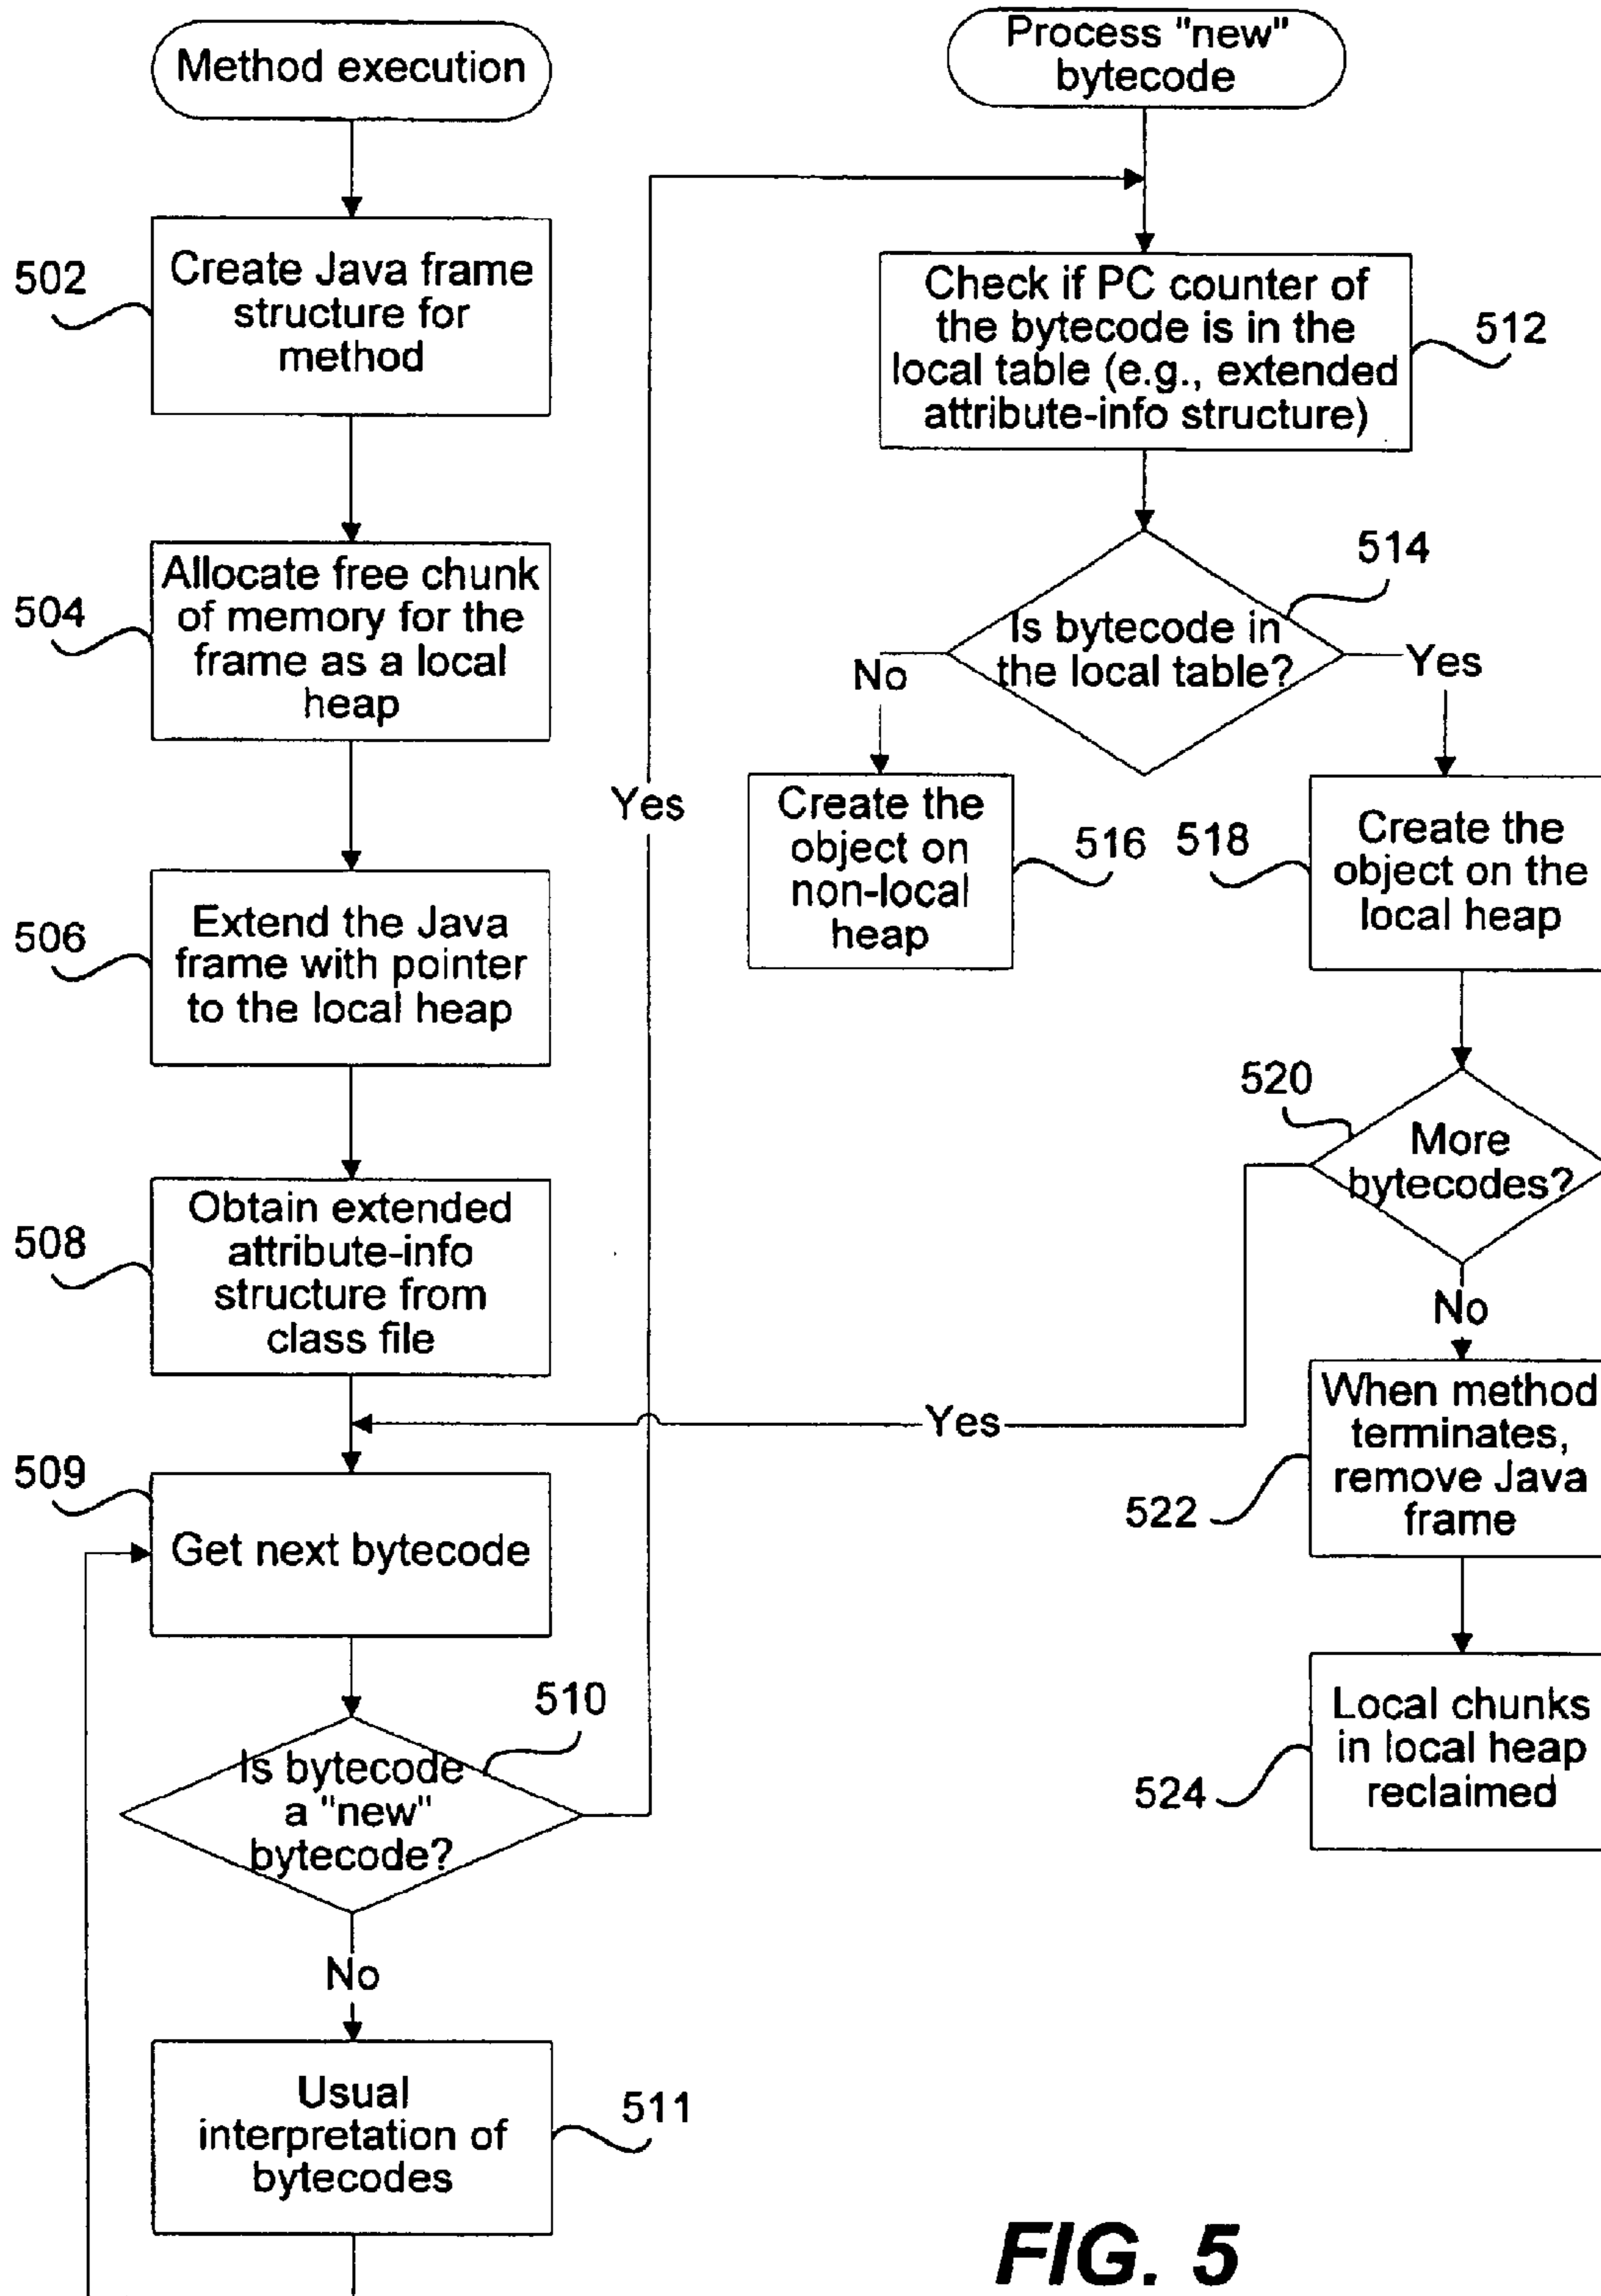 Method execution
502
Create Java frame
structure for
method
504
Allocate free chunk
of memory for the
frame as a local
heap
506
Extend the Java
frame with pointer
to the local heap
508
Obtain extended
attribute-info
structure from
class file
509
Get next bytecode
510
Is bytecode
a "new"
bytecode?
Yes
No
Usual
interpretation of
bytecodes
511
Process "new"
bytecode
Check if PC counter of
the bytecode is in the
local table (e.g., extended
attribute-info structure)
512
514
Is bytecode in
the local table?
No
Yes
Create the
object on
non-local
heap
516
518
Create the
object on the
local heap
520
More
bytecodes?
Yes
No
When method
terminates,
remove Java
frame
522
Local chunks
in local heap
reclaimed
524
FIG. 5